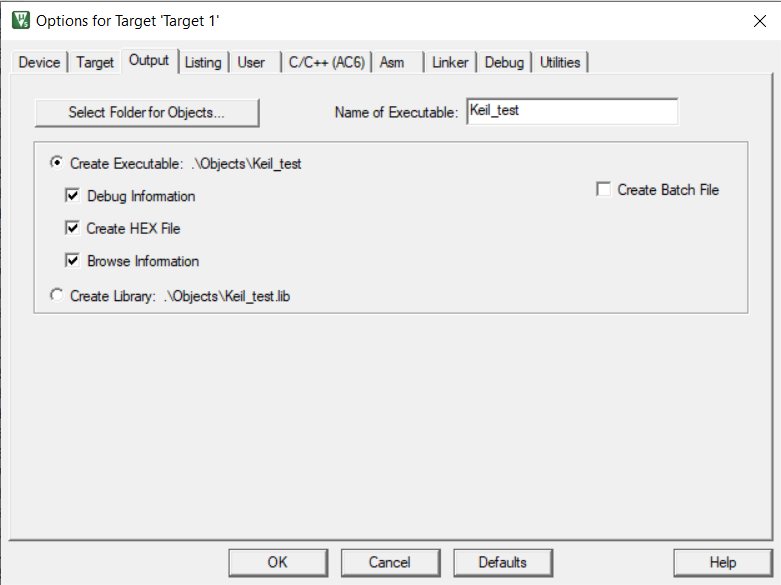 Options for Target 'Target 1'
Device Target Output Listing User C/C++ (AC6) Asm Linker Debug Utilities
Select Folder for Objects... Name of Executable: Keil_test
Create Executable: .\Objects\Keil_test
Debug Information
Create Batch File
Create HEX File
Browse Information
Create Library: .\Objects\Keil_test.lib
OK Cancel Defaults Help